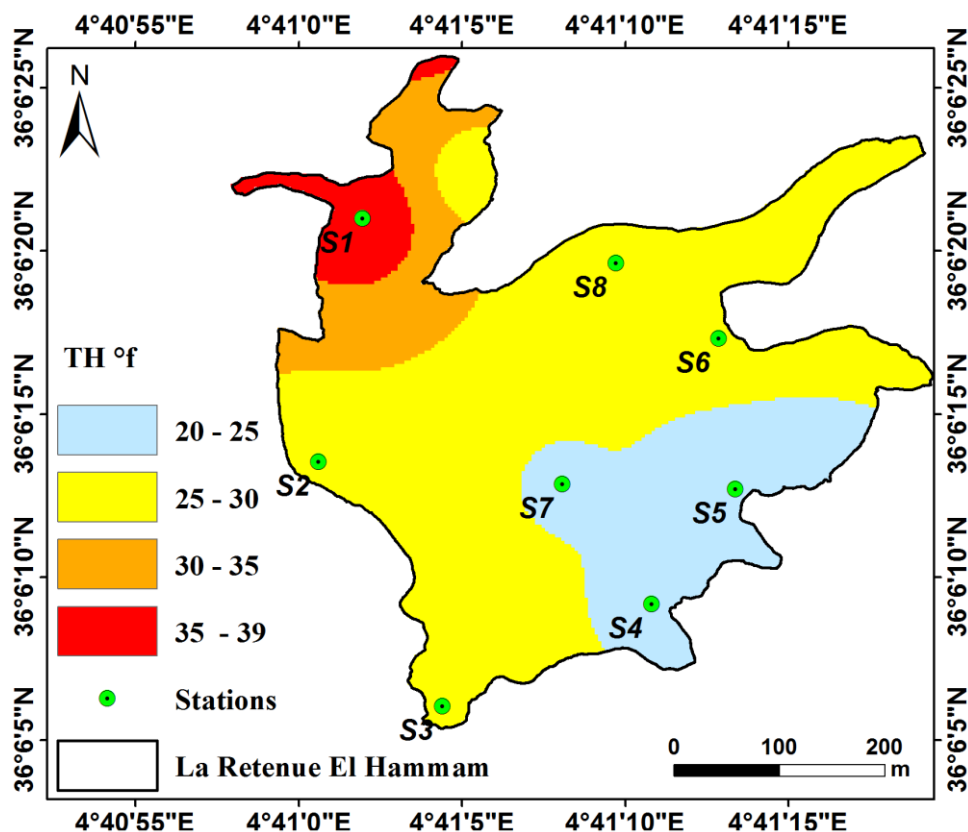 4°40'55"E 4°41'0"E 4°41'5"E 4°41'10"E 4°41'15"E
36°6'25"N 36°6'25"N
N
36°6'20"N 36°6'20"N
S1
S8
S6
TH °f
36°6'15"N 36°6'15"N
20 - 25
S2
S7
S5
25 - 30
36°6'10"N 36°6'10"N
30 - 35
S4
35 - 39
Stations
S3
36°6'5"N 36°6'5"N
0 100 200
m
La Retenue El Hammam
4°40'55"E 4°41'0"E 4°41'5"E 4°41'10"E 4°41'15"E